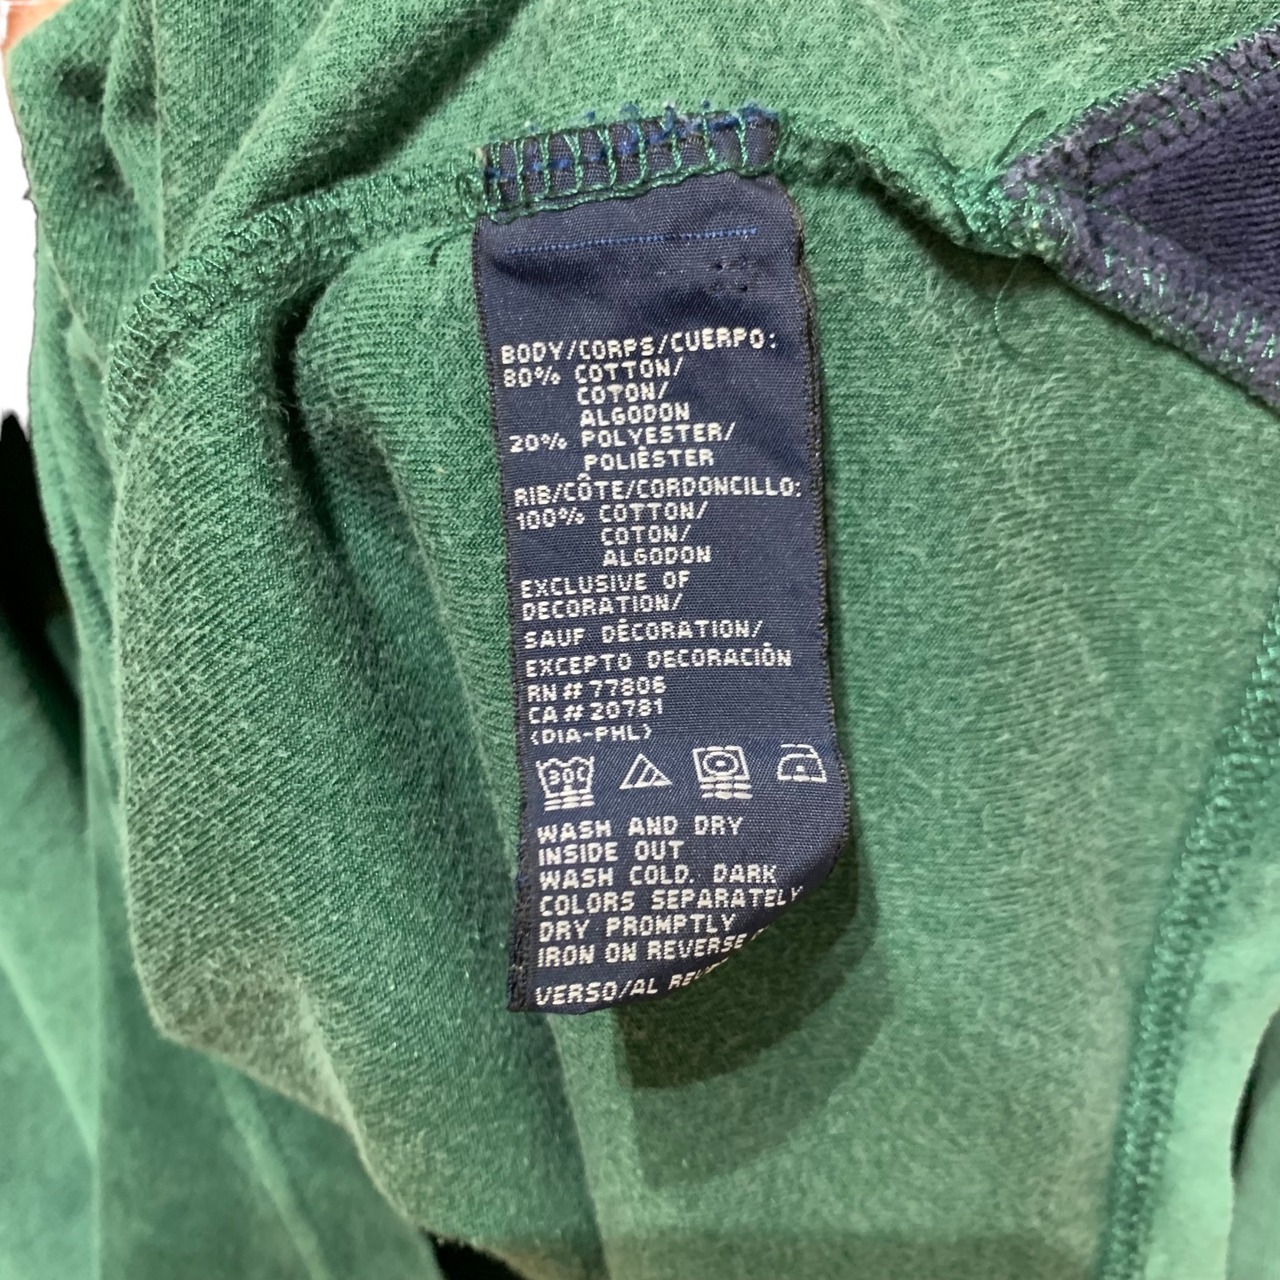 BODY/CORPS/CUERPO:
80% COTTON/
COTON/
ALGODON
20% POLYESTER/
POLIÈSTER
RIB/CÔTE/CORDONCILLO:
100% COTTON/
COTON/
ALGODON
EXCLUSIVE OF
DECORATION/
SAUF DÉCORATION/
EXCEPTO DECORACIÓN
RN # 77806
CA # 20781
(DIA-PHL)
30C
WASH AND DRY
INSIDE OUT
WASH COLD. DARK
COLORS SEPARATELY
DRY PROMPTLY
IRON ON REVERSE
VERSO/AL